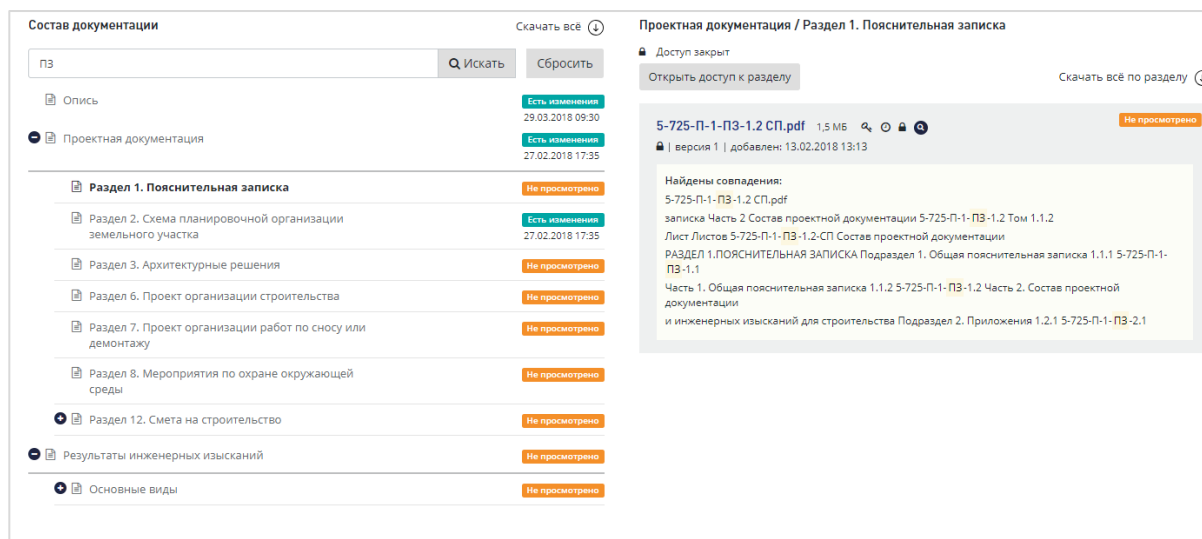 Состав документации
Скачать всё
ПЗ
Искать
Сбросить
Опись
Есть изменения
29.03.2018 09:30
Проектная документация
Есть изменения
27.02.2018 17:35
Раздел 1. Пояснительная записка
Не просмотрено
Раздел 2. Схема планировочной организации
земельного участка
Есть изменения
27.02.2018 17:35
Раздел 3. Архитектурные решения
Не просмотрено
Раздел 6. Проект организации строительства
Не просмотрено
Раздел 7. Проект организации работ по сносу или
демонтажу
Не просмотрено
Раздел 8. Мероприятия по охране окружающей
среды
Не просмотрено
Раздел 12. Смета на строительство
Не просмотрено
Результаты инженерных изысканий
Не просмотрено
Основные виды
Не просмотрено
Проектная документация / Раздел 1. Пояснительная записка
Доступ закрыт
Открыть доступ к разделу
Скачать всё по разделу
5-725-П-1-ПЗ-1.2 СП.pdf 1,5 МБ
Не просмотрено
| версия 1 | добавлен: 13.02.2018 13:13
Найдены совпадения:
5-725-П-1-ПЗ-1.2 СП.pdf
записка Часть 2 Состав проектной документации 5-725-П-1-ПЗ-1.2 Том 1.1.2
Лист Листов 5-725-П-1-ПЗ-1.2-СП Состав проектной документации
РАЗДЕЛ 1.ПОЯСНИТЕЛЬНАЯ ЗАПИСКА Подраздел 1. Общая пояснительная записка 1.1.1 5-725-П-1-
ПЗ-1.1
Часть 1. Общая пояснительная записка 1.1.2 5-725-П-1-ПЗ-1.2 Часть 2. Состав проектной
документации
и инженерных изысканий для строительства Подраздел 2. Приложения 1.2.1 5-725-П-1-ПЗ-2.1